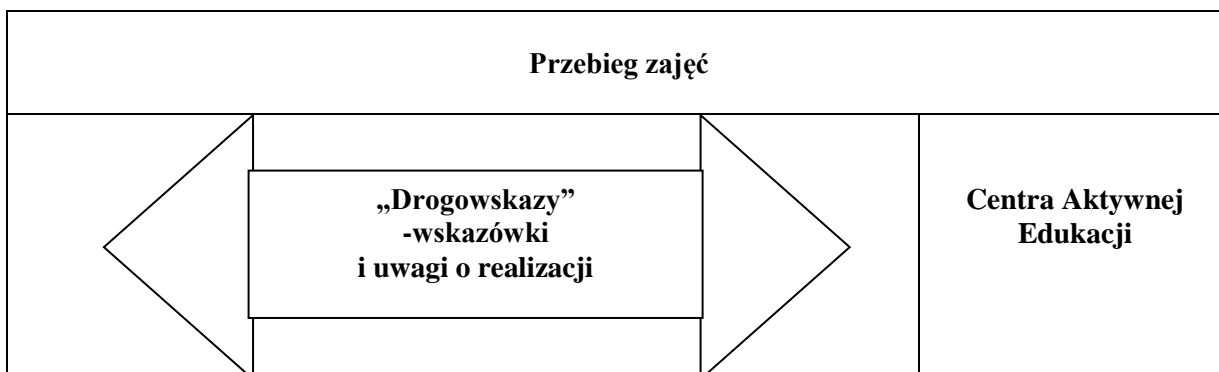 Przebieg zajęć
„Drogowskazy”
-wskazówki
i uwagi o realizacji
Centra Aktywnej
Edukacji